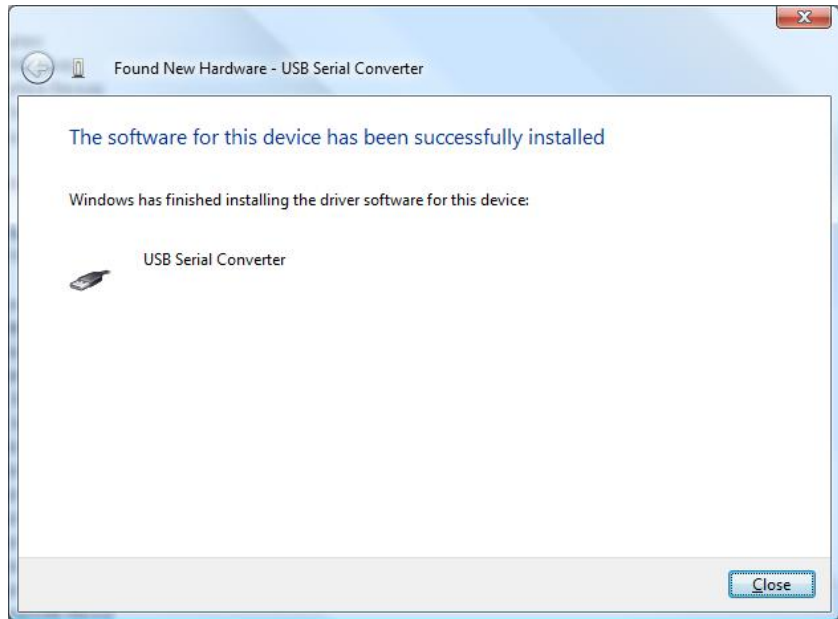 Found New Hardware - USB Serial Converter
The software for this device has been successfully installed
Windows has finished installing the driver software for this device:
USB Serial Converter
Close